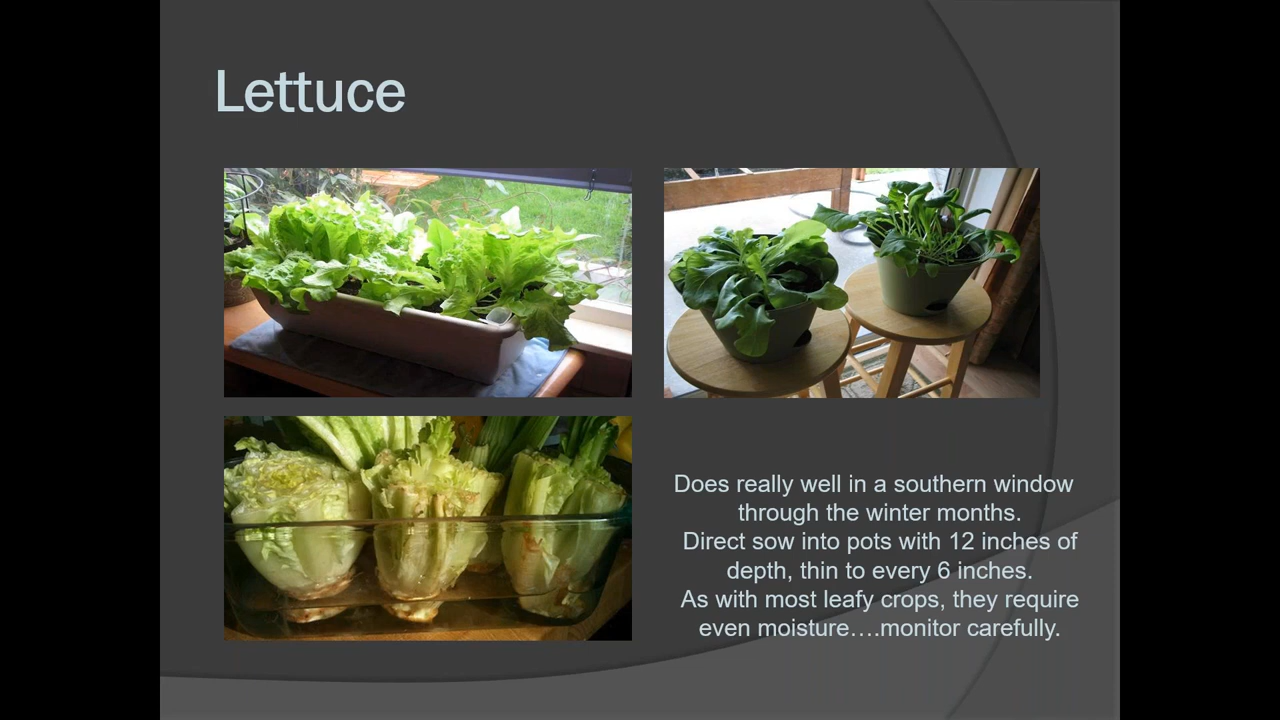 Lettuce
Does really well in a southern window
through the winter months.
Direct sow into pots with 12 inches of
depth, thin to every 6 inches.
As with most leafy crops, they require
even moisture….monitor carefully.